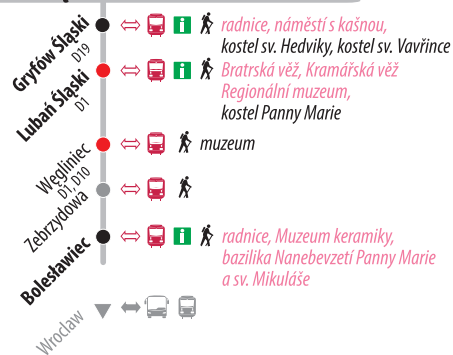 Gryfów Śląski
D19
radnice, náměstí s kašnou,
kostel sv. Hedviky, kostel sv. Vavřince
Lubań Śląski
D1
Bratrská věž, Kramářská věž
Regionální muzeum,
kostel Panny Marie
Węgliniec
D1, D10
muzeum
Zebrzydowa
Bolesławiec
radnice, Muzeum keramiky,
bazilika Nanebevzetí Panny Marie
a sv. Mikuláše
Wroclaw